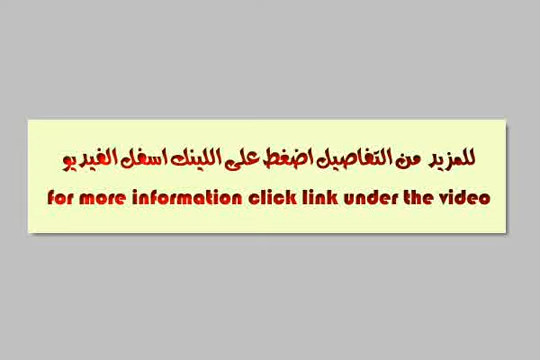 للمزيد من التفاصيل اضغط على اللينك اسفل الفيديو
for more information click link under the video